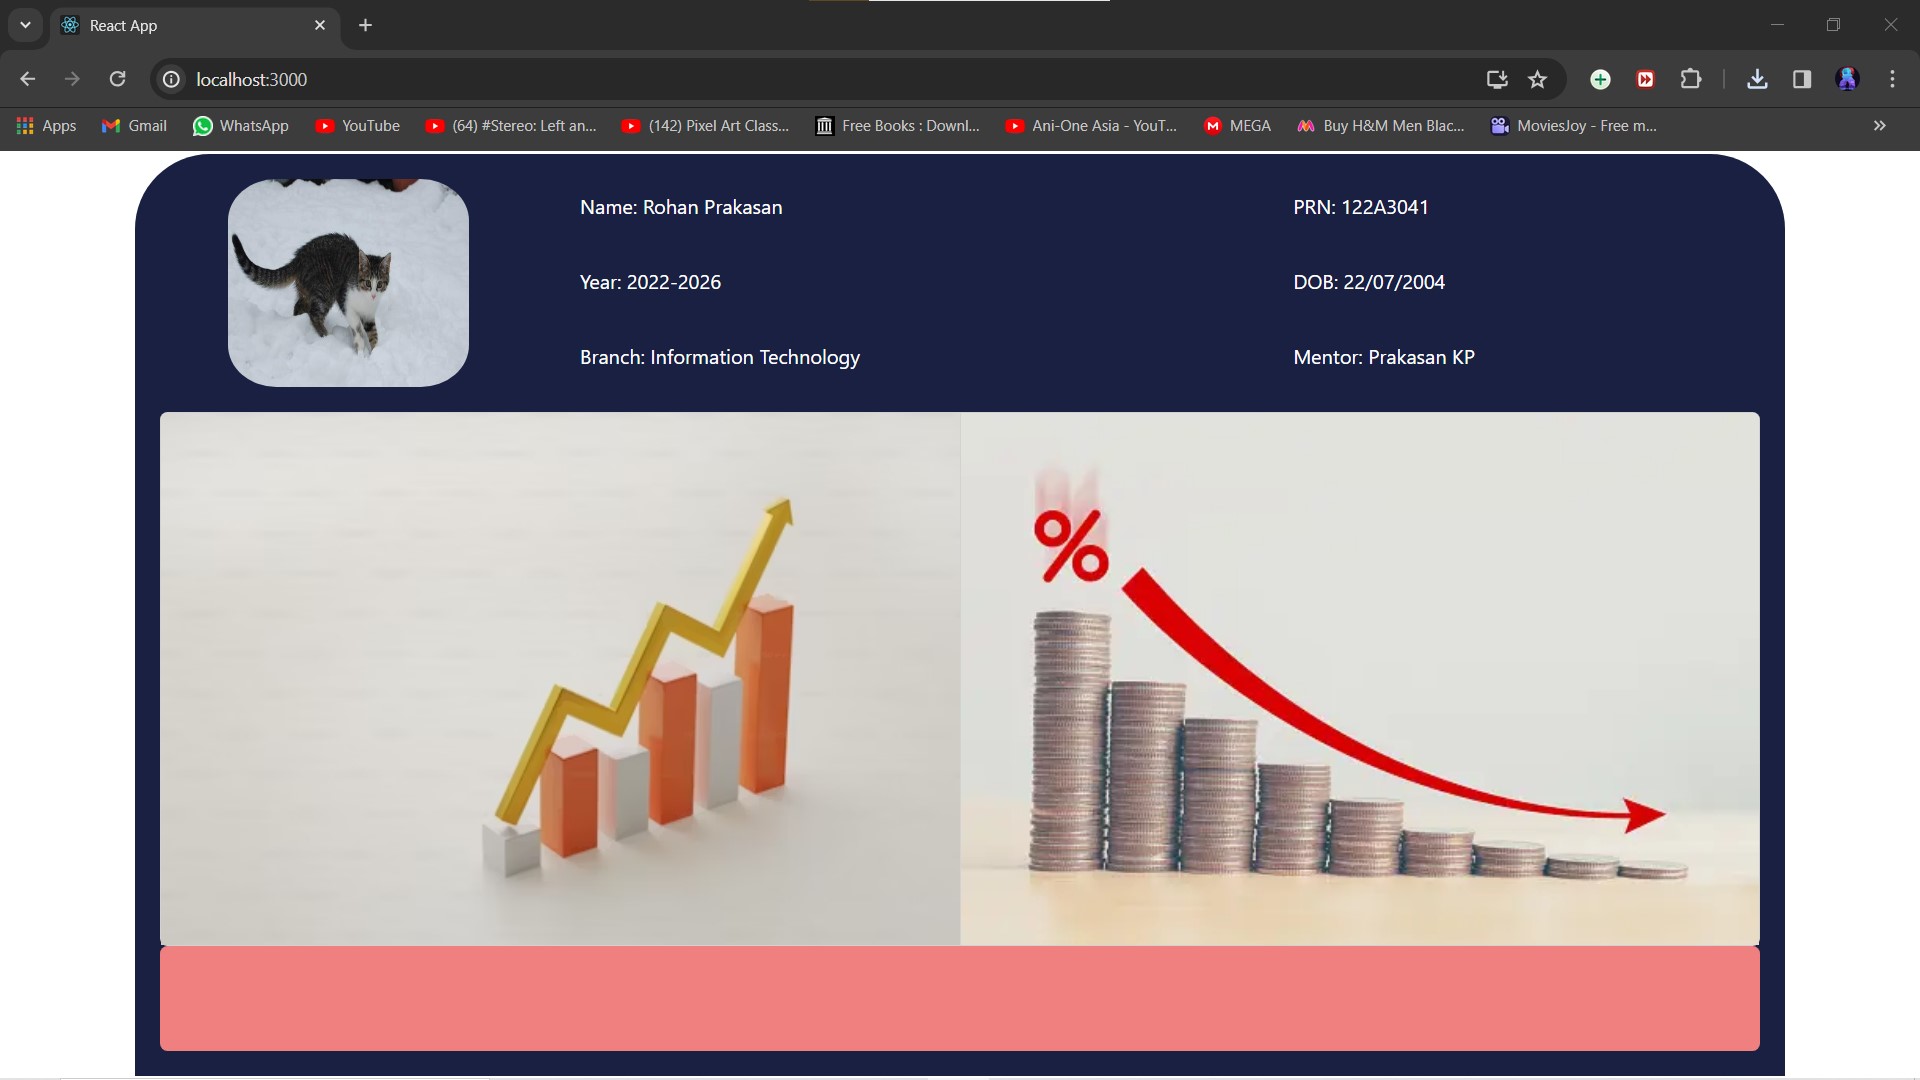 React App
localhost:3000
Apps
Gmail
WhatsApp
YouTube
(64) #Stereo: Left an...
(142) Pixel Art Class...
Free Books : Downl...
Ani-One Asia - YouT...
MEGA
Buy H&M Men Blac...
MoviesJoy - Free m...
Name: Rohan Prakasan
PRN: 122A3041
Year: 2022-2026
DOB: 22/07/2004
Branch: Information Technology
Mentor: Prakasan KP
%